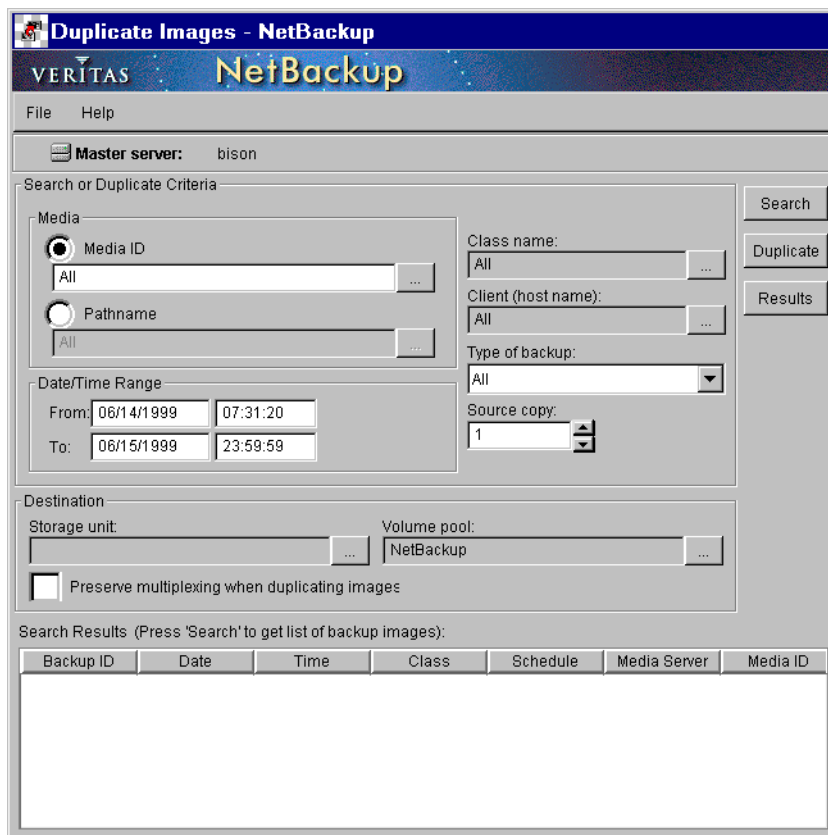 Duplicate Images - NetBackup
VERITAS NetBackup
File Help
Master server: bison
Search or Duplicate Criteria
Media
Media ID
All ...
Pathname
All ...
Date/Time Range
From: 06/14/1999 07:31:20
To: 06/15/1999 23:59:59
Class name:
All ...
Client (host name):
All ...
Type of backup:
All
Source copy:
1
Search
Duplicate
Results
Destination
Storage unit:
...
Volume pool:
NetBackup ...
Preserve multiplexing when duplicating images
Search Results (Press 'Search' to get list of backup images):
Backup ID Date Time Class Schedule Media Server Media ID